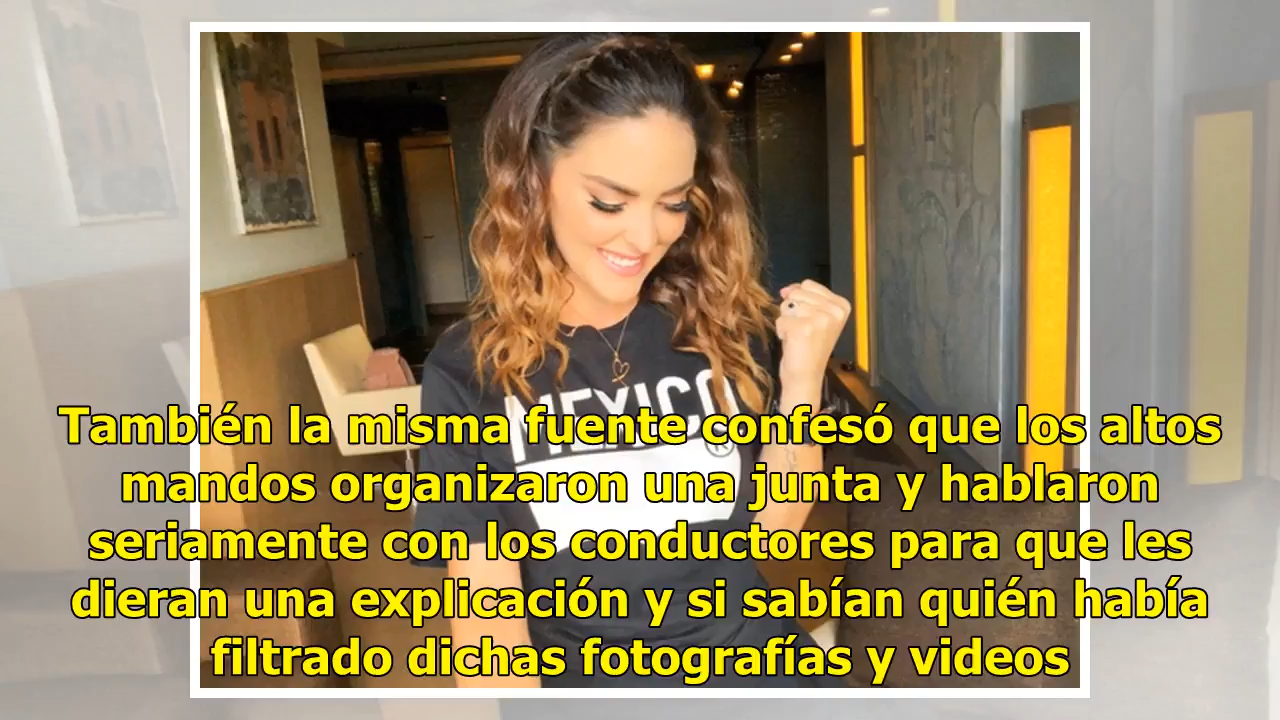 MEXICO
®
También la misma fuente confesó que los altos
mandos organizaron una junta y hablaron
seriamente con los conductores para que les
dieran una explicación y si sabían quién había
filtrado dichas fotografías y videos